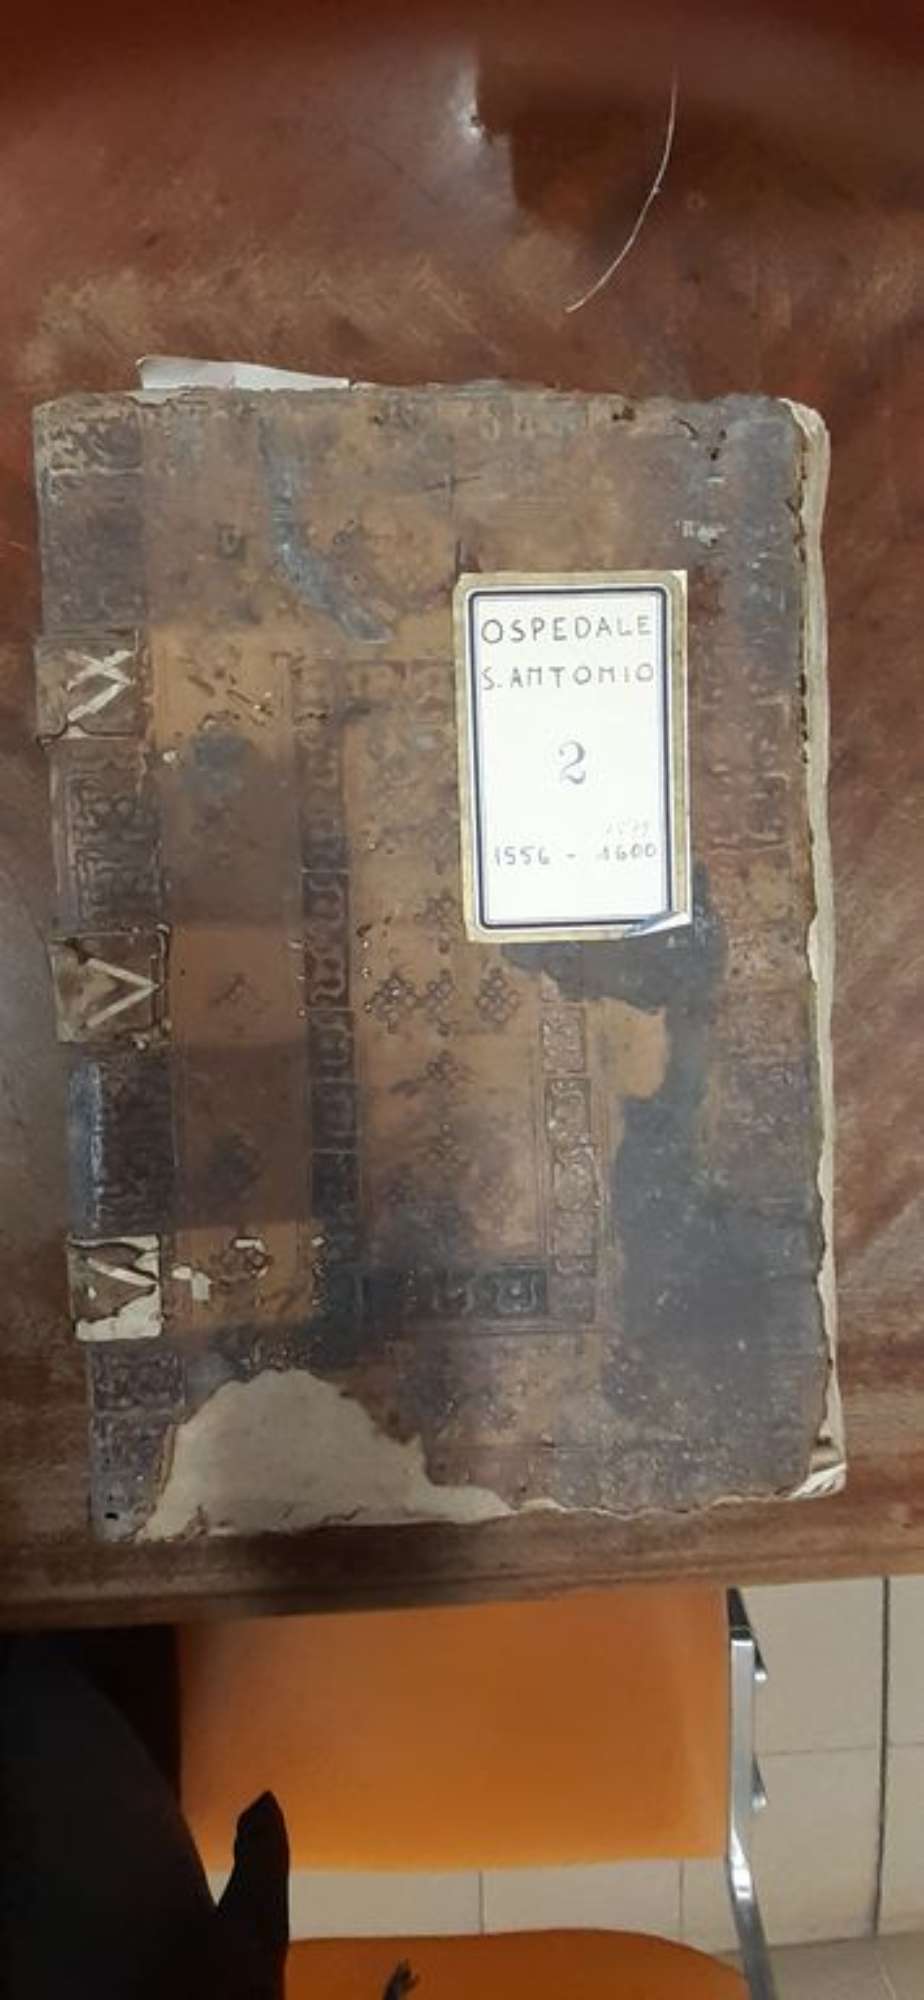 OSPEDALE
S. ANTONIO
2
1556 - 1600